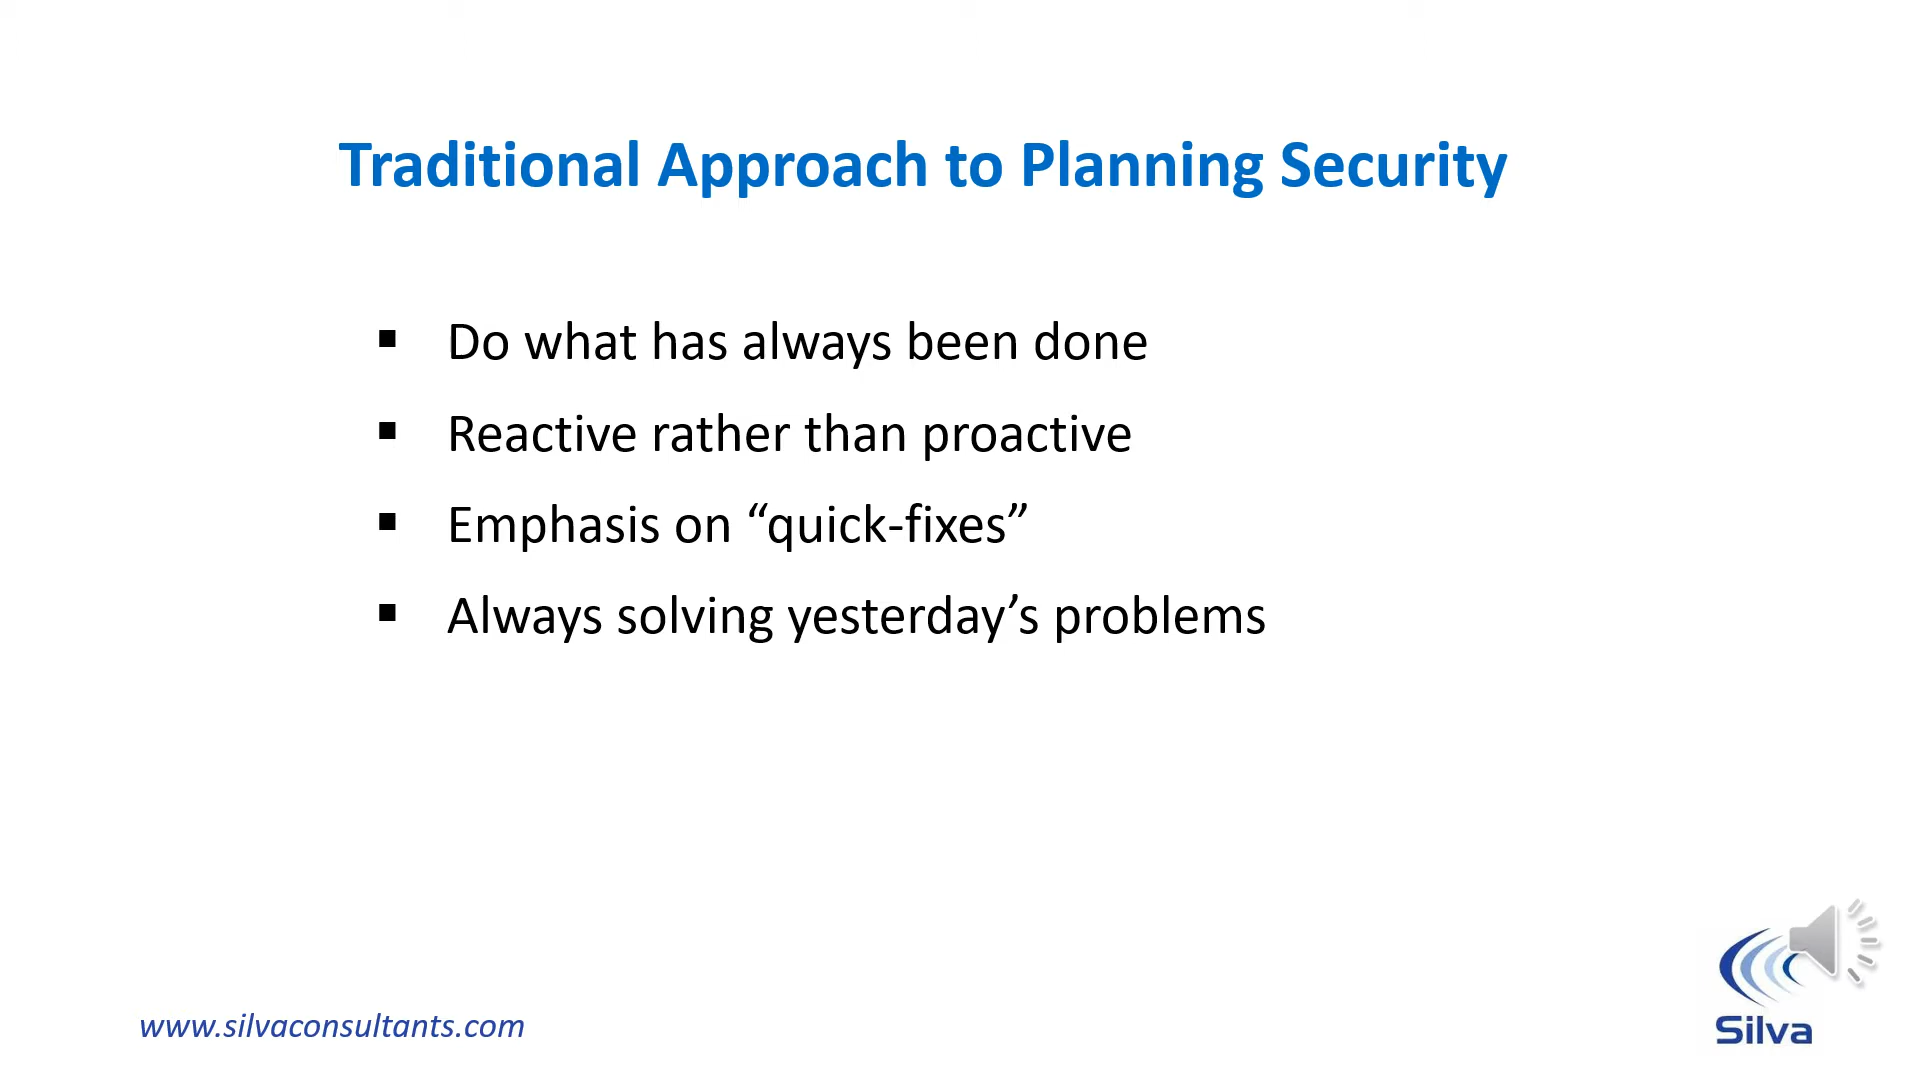 Traditional Approach to Planning Security
▪ Do what has always been done
▪ Reactive rather than proactive
▪ Emphasis on “quick-fixes”
▪ Always solving yesterday’s problems
www.silvaconsultants.com
Silva